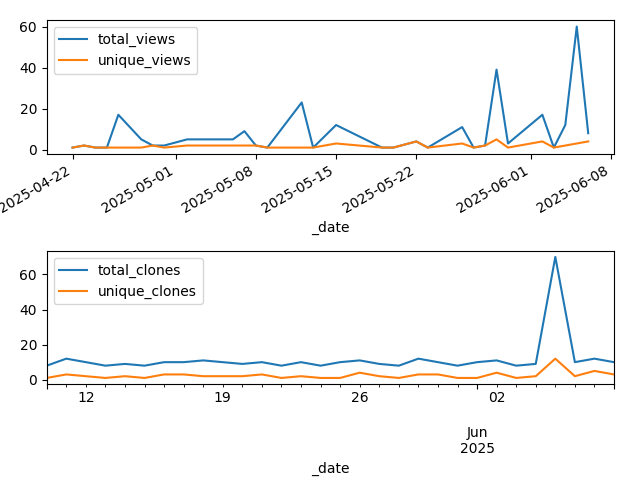 60
40
20
0
total_views
unique_views
2025-04-22
2025-05-01
2025-05-08
2025-05-15
2025-05-22
2025-06-01
2025-06-08
_date
60
40
20
0
total_clones
unique_clones
12
19
26
02
Jun
2025
_date